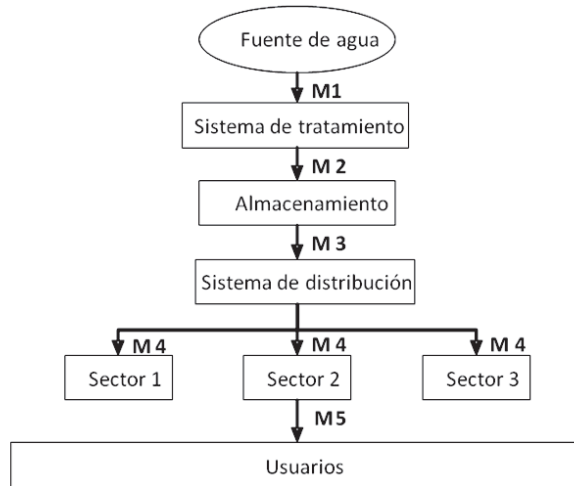 Fuente de agua
M1
Sistema de tratamiento
M 2
Almacenamiento
M 3
Sistema de distribución
M 4 M 4 M 4
Sector 1 Sector 2 Sector 3
M5
Usuarios